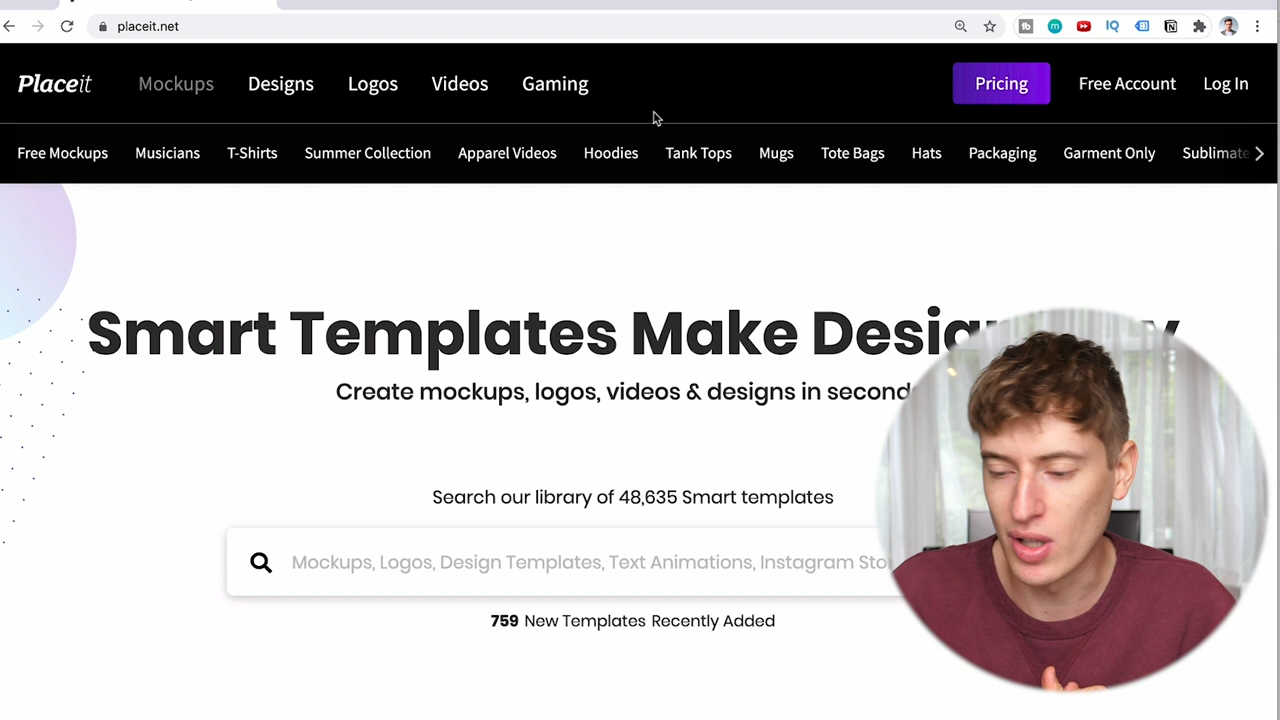 placeit.net
Placeit Mockups Designs Logos Videos Gaming Pricing Free Account Log In
Free Mockups Musicians T-Shirts Summer Collection Apparel Videos Hoodies Tank Tops Mugs Tote Bags Hats Packaging Garment Only Sublimate
Smart Templates Make
Create mockups, logos, videos & designs in
Search our library of 48,635 Smart templates
Mockups, Logos, Design Templates, Text Animations, Instagram
759 New Templates Recently Added